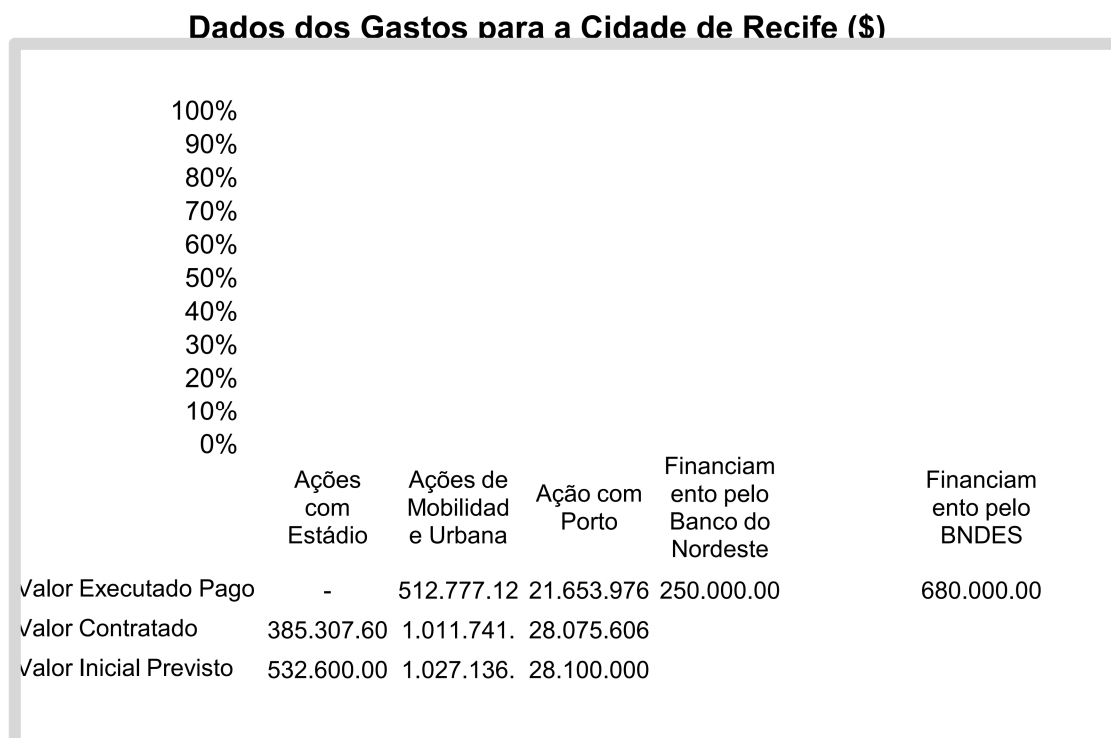 Dados dos Gastos para a Cidade de Recife ($)
100%
90%
80%
70%
60%
50%
40%
30%
20%
10%
0%
Ações
com
Estádio
Ações de
Mobilidad
e Urbana
Ação com
Porto
Financiam
ento pelo
Banco do
Nordeste
Financiam
ento pelo
BNDES
Valor Executado Pago - 512.777.12 21.653.976 250.000.00 680.000.00
Valor Contratado 385.307.60 1.011.741. 28.075.606
Valor Inicial Previsto 532.600.00 1.027.136. 28.100.000